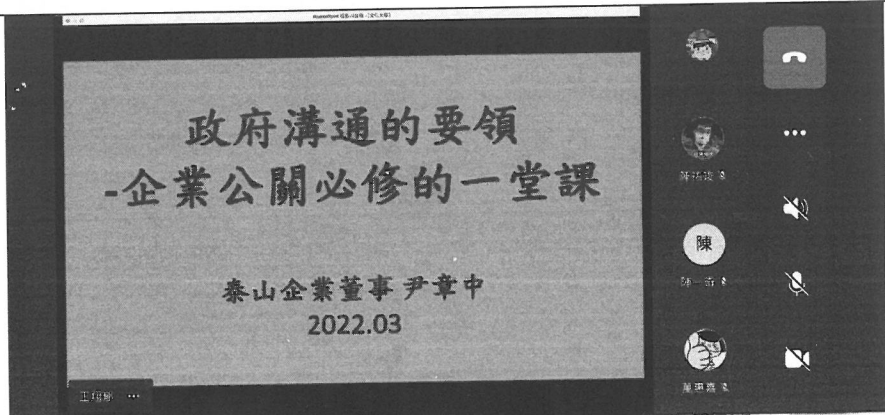 政府溝通的要領
-企業公關必修的一堂課
泰山企業董事 尹章中
2022.03
陳